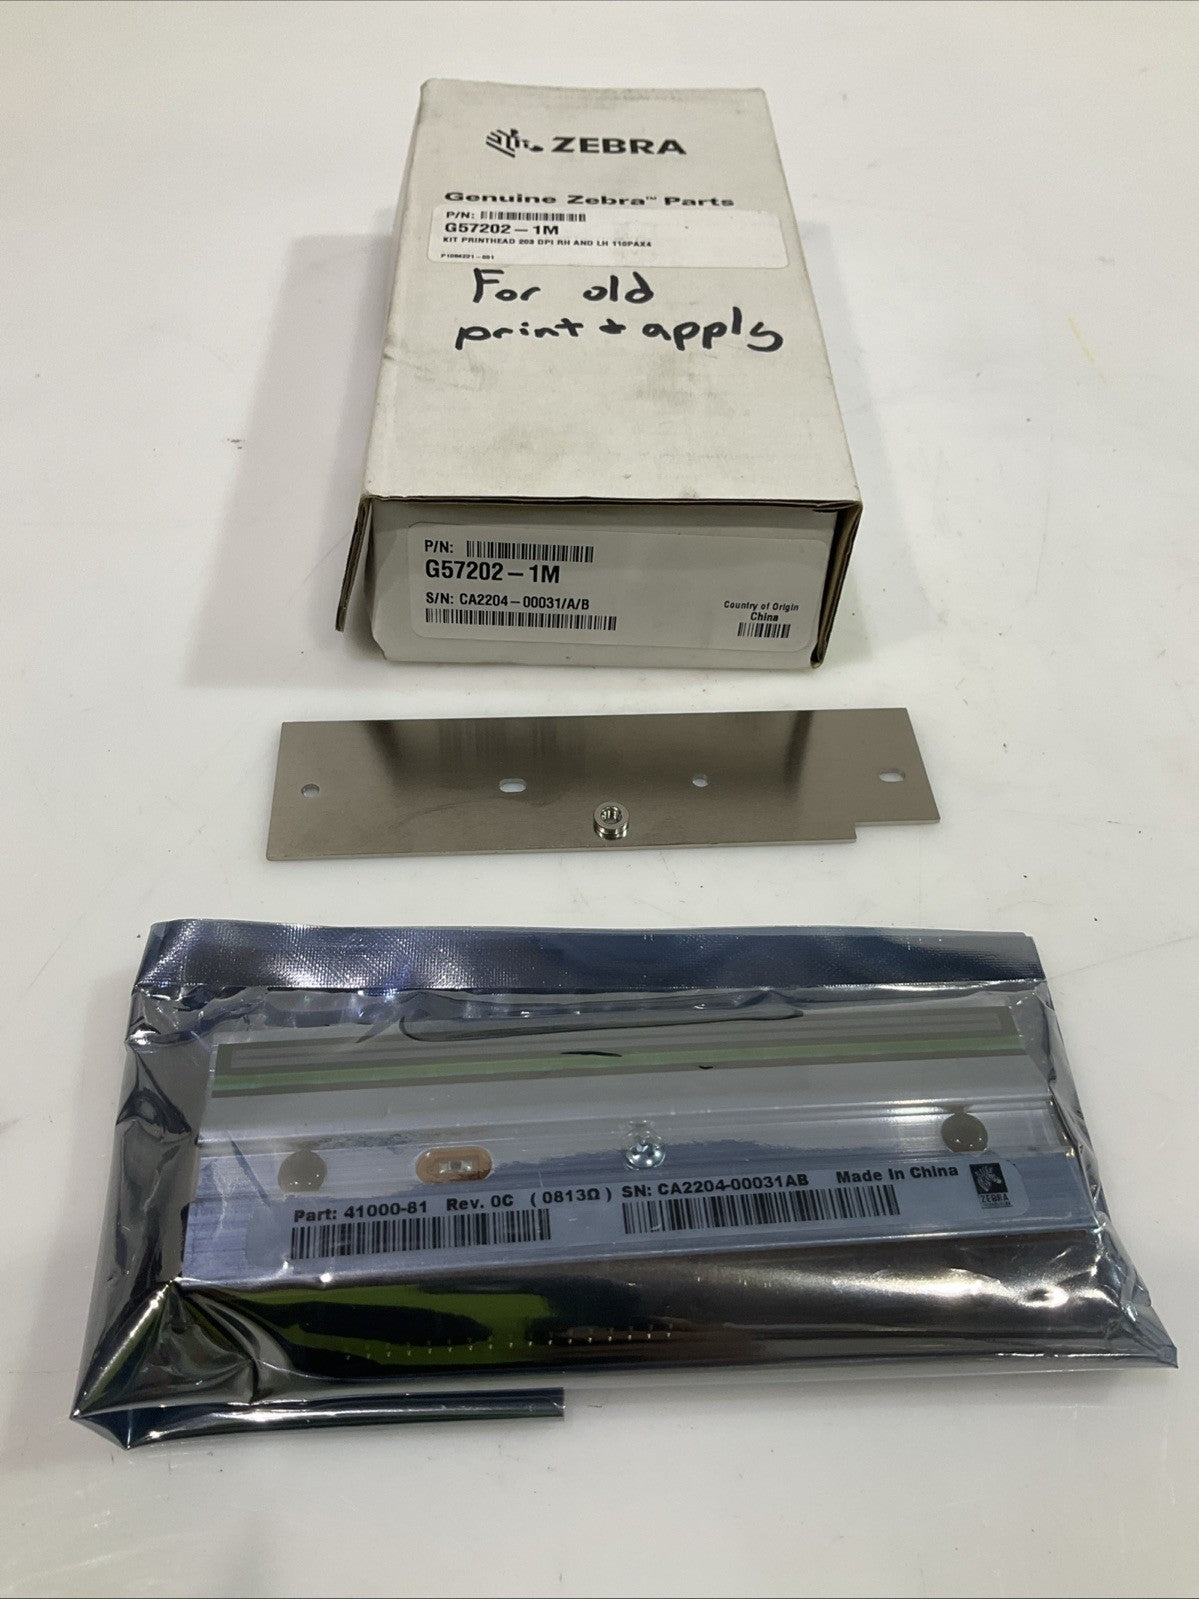 ZEBRA
Genuine Zebra™ Parts
P/N:
G57202-1M
KIT PRINTHEAD 203 DPI RH AND LH 110PAX4
P1084221-001
For old
print + apply
P/N:
G57202-1M
S/N: CA2204-00031/A/B
Country of Origin
China
Part: 41000-81 Rev. 0C (0813Ω) SN: CA2204-00031AB Made In China
ZEBRA